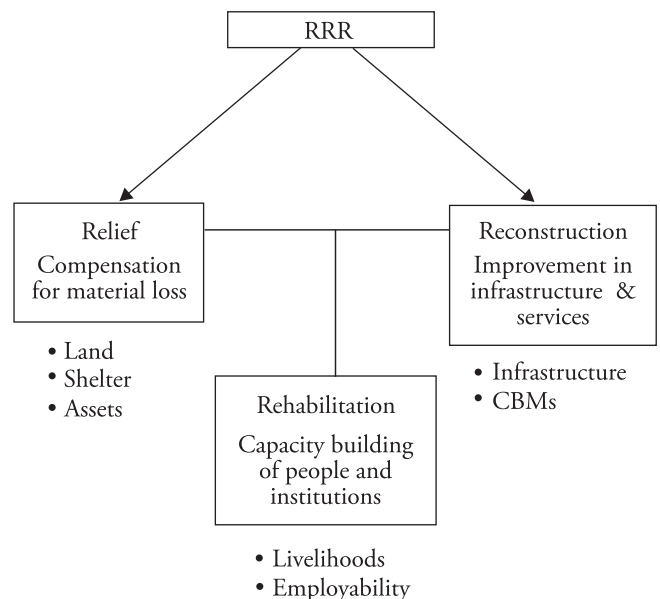 RRR
Relief
Compensation
for material loss
• Land
• Shelter
• Assets
Reconstruction
Improvement in
infrastructure &
services
• Infrastructure
• CBMs
Rehabilitation
Capacity building
of people and
institutions
• Livelihoods
• Employability